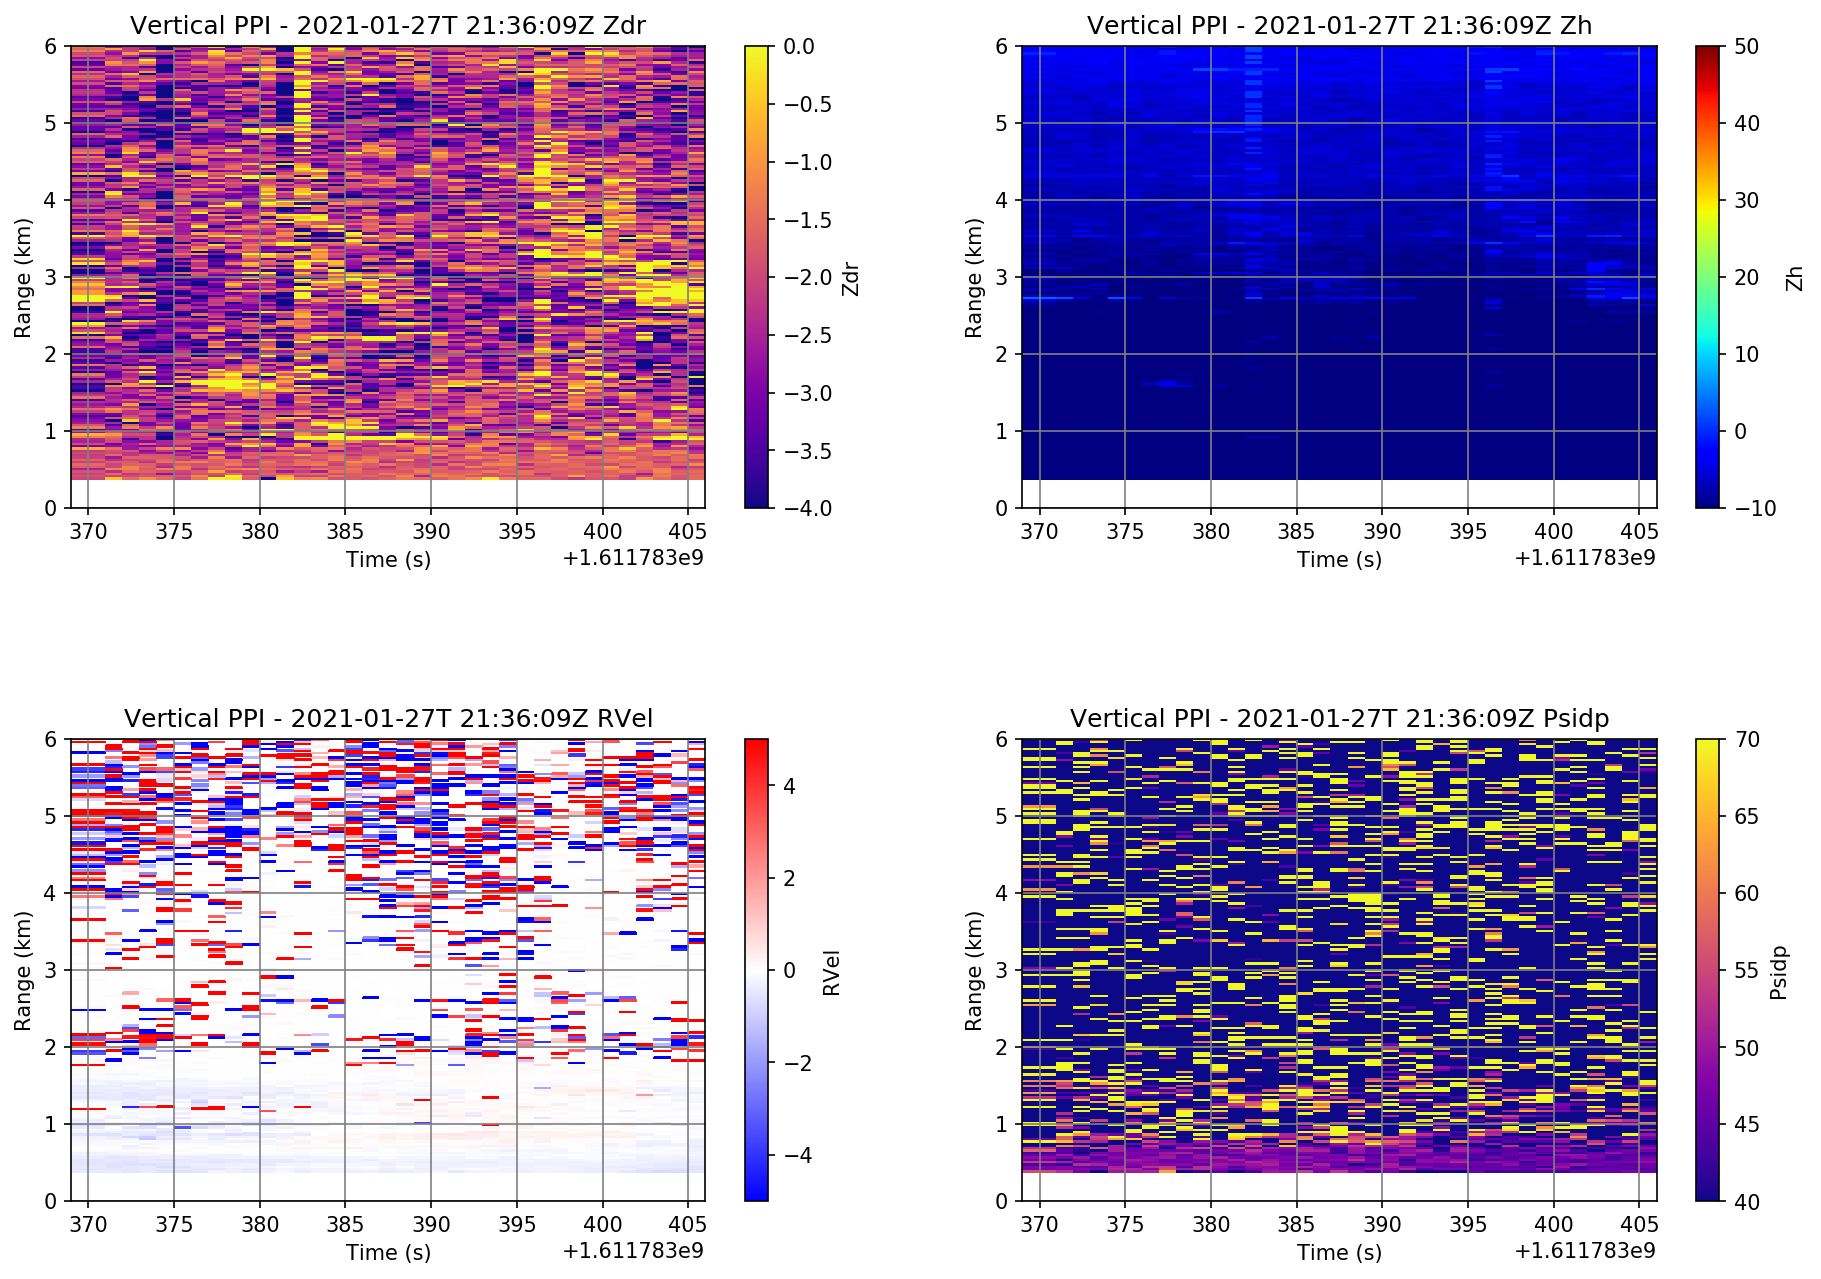 Vertical PPI - 2021-01-27T 21:36:09Z Zdr
6
5
4
3
2
1
0
Range (km)
370 375 380 385 390 395 400 405
Time (s)
+1.611783e9
0.0
−0.5
−1.0
−1.5
−2.0
−2.5
−3.0
−3.5
−4.0
Zdr
Vertical PPI - 2021-01-27T 21:36:09Z Zh
6
5
4
3
2
1
0
Range (km)
370 375 380 385 390 395 400 405
Time (s)
+1.611783e9
50
40
30
20
10
0
−10
Zh
Vertical PPI - 2021-01-27T 21:36:09Z RVel
6
5
4
3
2
1
0
Range (km)
370 375 380 385 390 395 400 405
Time (s)
+1.611783e9
4
2
0
−2
−4
RVel
Vertical PPI - 2021-01-27T 21:36:09Z Psidp
6
5
4
3
2
1
0
Range (km)
370 375 380 385 390 395 400 405
Time (s)
+1.611783e9
70
65
60
55
50
45
40
Psidp